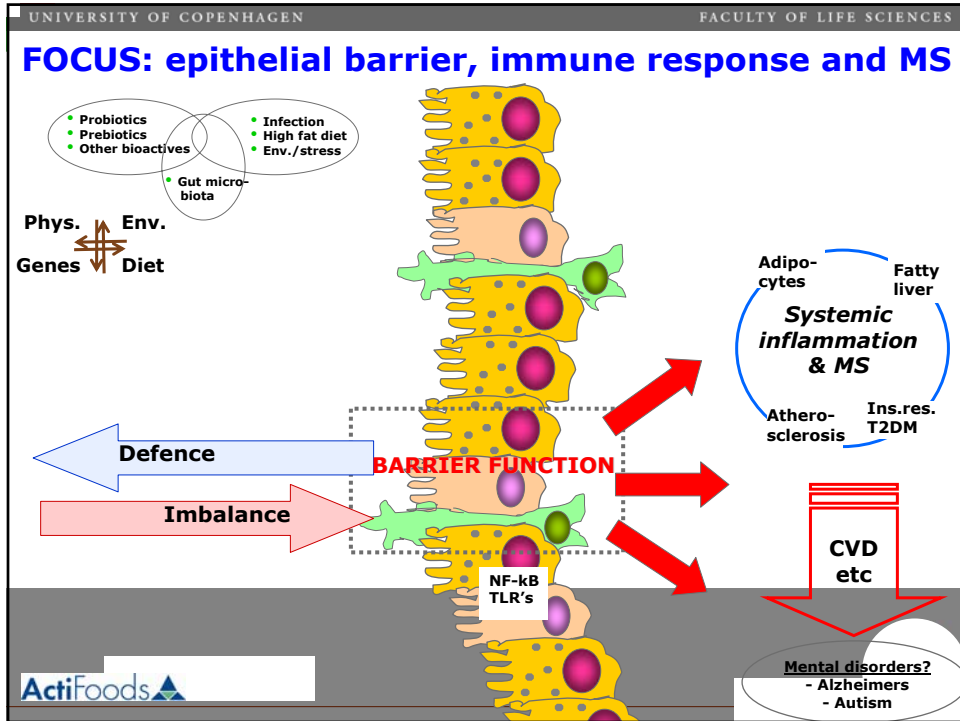 UNIVERSITY OF COPENHAGEN
FACULTY OF LIFE SCIENCES
FOCUS: epithelial barrier, immune response and MS
Probiotics
Prebiotics
Other bioactives
Infection
High fat diet
Env./stress
Gut micro-
biota
Phys. Env.
Genes Diet
Adipo-
cytes
Fatty
liver
Systemic
inflammation
& MS
Athero-
sclerosis
Ins.res.
T2DM
Defence
BARRIER FUNCTION
Imbalance
NF-kB
TLR's
CVD
etc
Mental disorders?
- Alzheimers
- Autism
ActiFoods